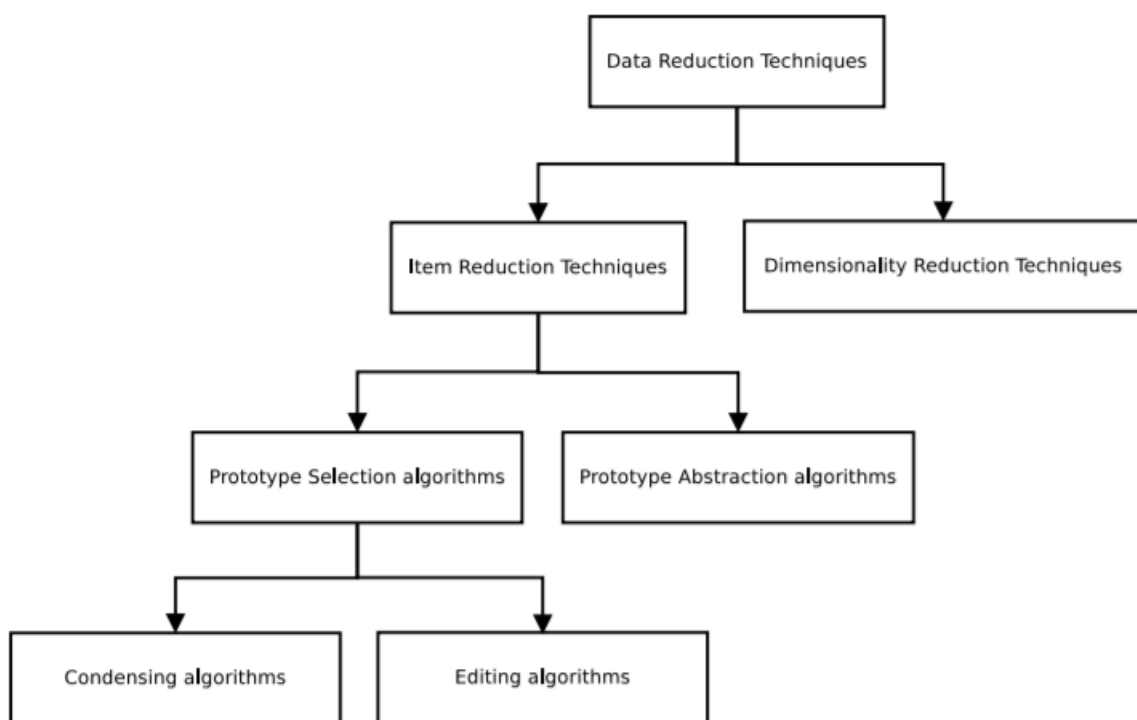 Data Reduction Techniques
Item Reduction Techniques
Dimensionality Reduction Techniques
Prototype Selection algorithms
Prototype Abstraction algorithms
Condensing algorithms
Editing algorithms